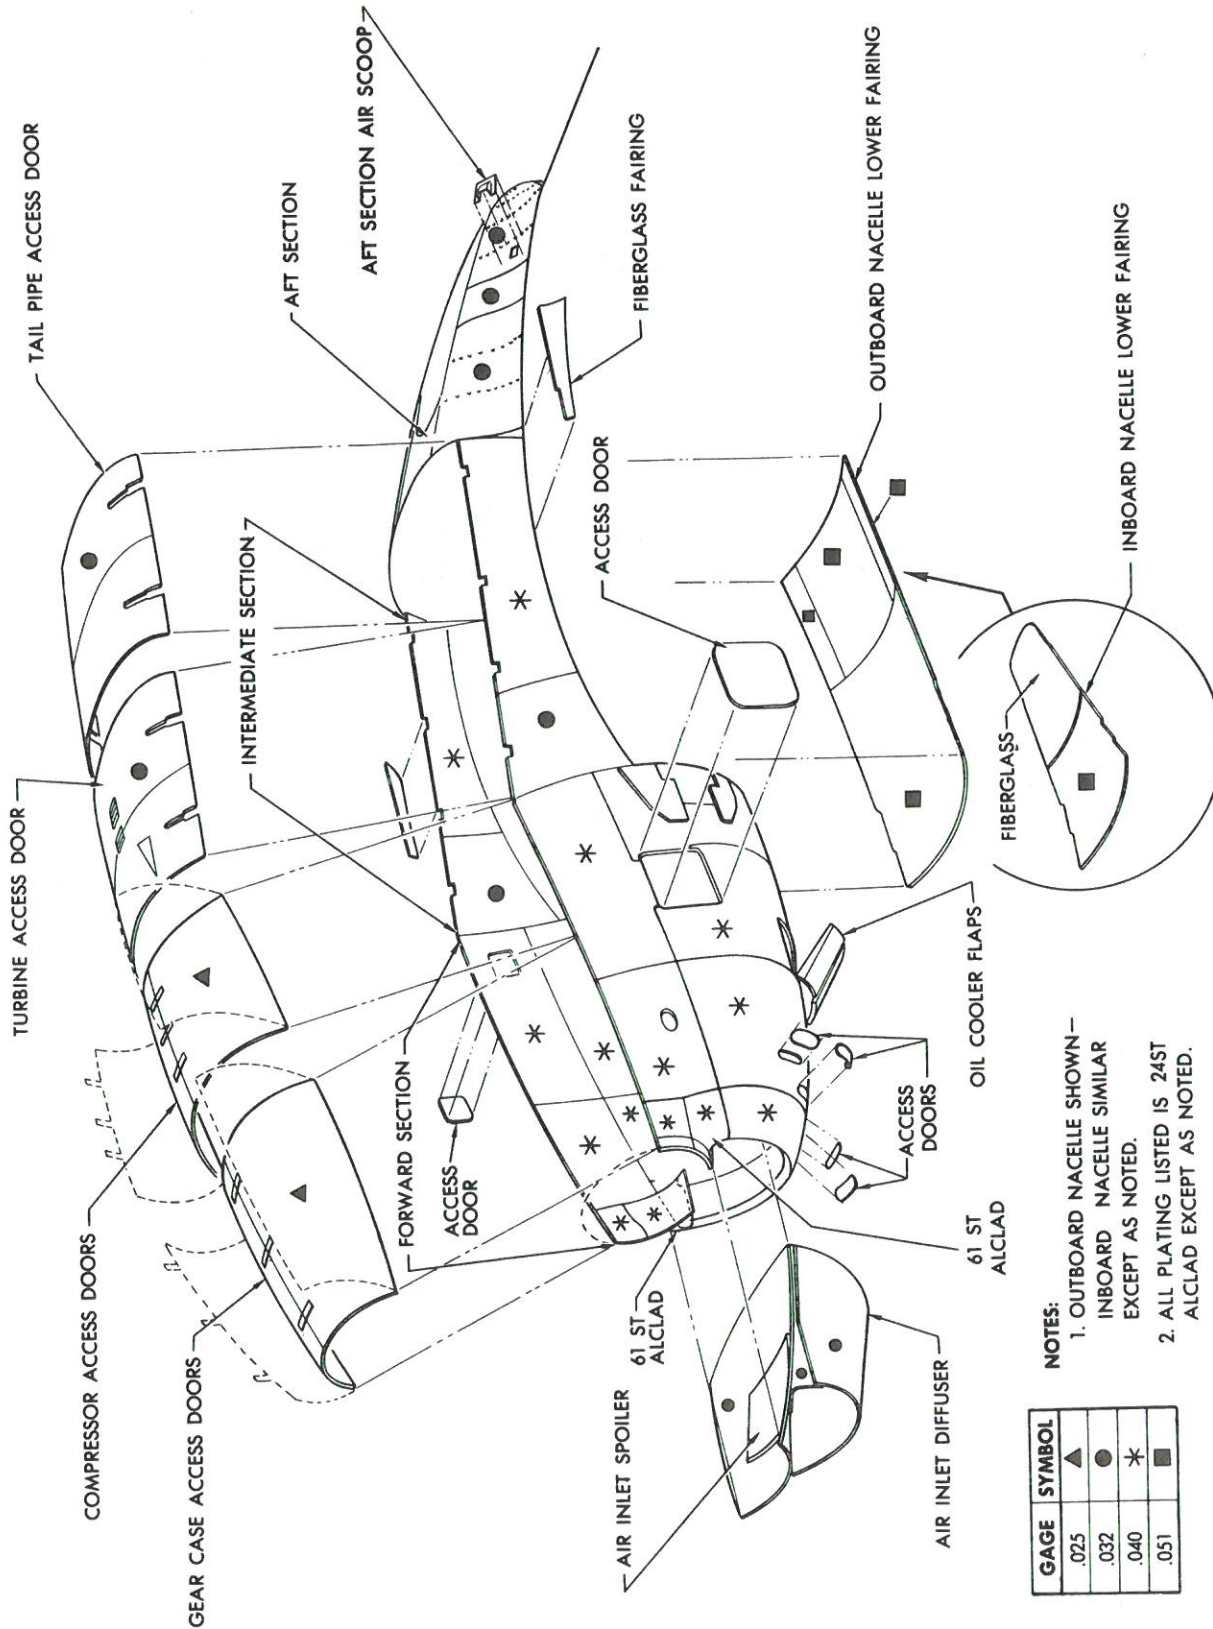 TAIL PIPE ACCESS DOOR
TURBINE ACCESS DOOR
COMPRESSOR ACCESS DOORS
GEAR CASE ACCESS DOORS
AFT SECTION
AFT SECTION AIR SCOOP
INTERMEDIATE SECTION
FIBERGLASS FAIRING
FORWARD SECTION
ACCESS
DOOR
ACCESS DOOR
OUTBOARD NACELLE LOWER FAIRING
INBOARD NACELLE LOWER FAIRING
FIBERGLASS
61 ST
ALCLAD
AIR INLET SPOILER
AIR INLET DIFFUSER
61 ST
ALCLAD
ACCESS
DOORS
OIL COOLER FLAPS
GAGE SYMBOL
.025 ▲
.032 ●
.040 *
.051 ■
NOTES:
1. OUTBOARD NACELLE SHOWN—
INBOARD NACELLE SIMILAR
EXCEPT AS NOTED.
2. ALL PLATING LISTED IS 24ST
ALCLAD EXCEPT AS NOTED.